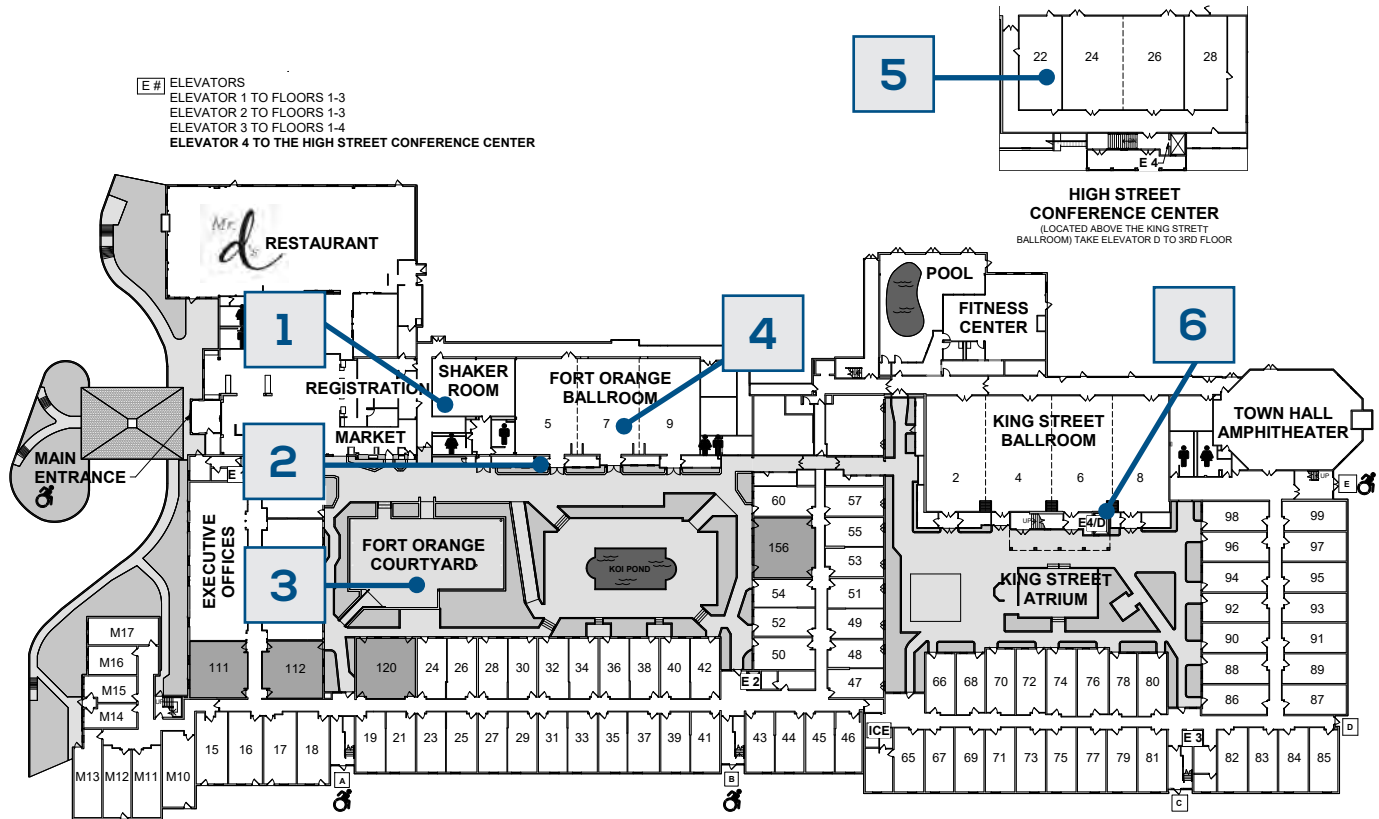 5
22
24
26
28
E 4
E # ELEVATORS
ELEVATOR 1 TO FLOORS 1-3
ELEVATOR 2 TO FLOORS 1-3
ELEVATOR 3 TO FLOORS 1-4
ELEVATOR 4 TO THE HIGH STREET CONFERENCE CENTER
HIGH STREET
CONFERENCE CENTER
(LOCATED ABOVE THE KING STREET
BALLROOM) TAKE ELEVATOR D TO 3RD FLOOR
Mr. d's
RESTAURANT
POOL
FITNESS
CENTER
1
4
6
REGISTRATION
SHAKER
ROOM
FORT ORANGE
BALLROOM
5
7
9
MARKET
KING STREET
BALLROOM
2
4
6
8
TOWN HALL
AMPHITHEATER
MAIN
ENTRANCE
2
E
UP
E
EXECUTIVE
OFFICES
3
FORT ORANGE
COURTYARD
KOI POND
60
57
156
55
53
54
51
52
49
50
48
47
UP
E4/D
KING STREET
ATRIUM
98
99
96
97
94
95
92
93
90
91
88
89
86
87
M17
M16
M15
M14
UP
111
112
120
24
26
28
30
32
34
36
38
40
42
E 2
66
68
70
72
74
76
78
80
M13
M12
M11
M10
15
16
17
18
19
21
23
25
27
29
31
33
35
37
39
41
43
44
45
46
ICE
65
67
69
71
73
75
77
79
81
E 3
82
83
84
85
D
A
B
C